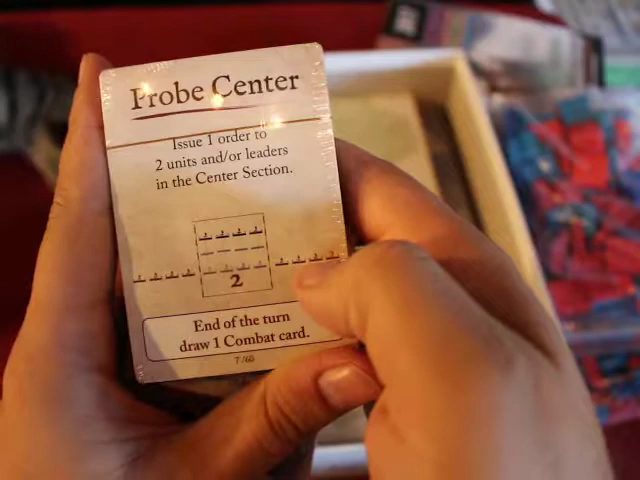 Probe Center
Issue 1 order to
2 units and/or leaders
in the Center Section.
2
End of the turn
draw 1 Combat card.